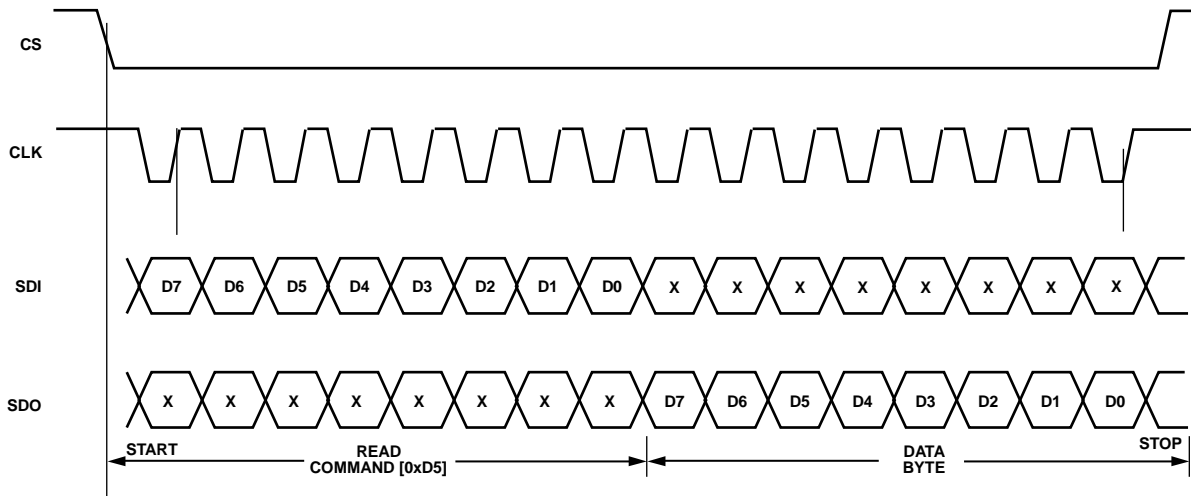 CS
CLK
SDI D7 D6 D5 D4 D3 D2 D1 D0 X X X X X X X X
SDO X X X X X X X X D7 D6 D5 D4 D3 D2 D1 D0
START READ DATA STOP
COMMAND [0xD5] BYTE